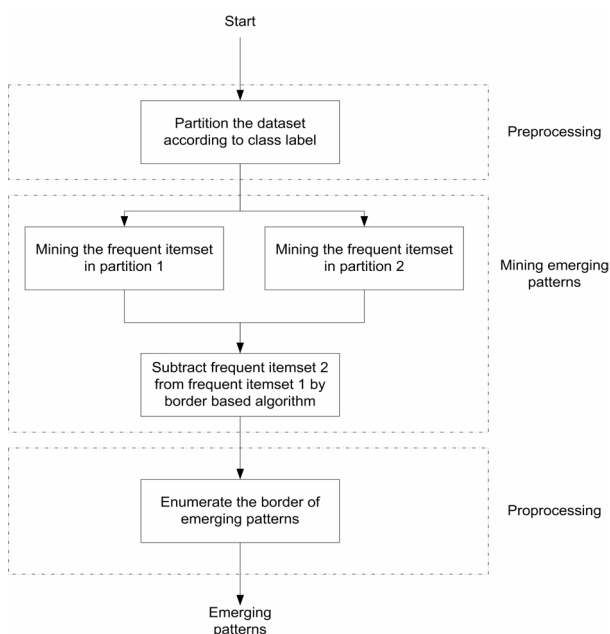 Start
Partition the dataset
according to class label
Preprocessing
Mining the frequent itemset
in partition 1
Mining the frequent itemset
in partition 2
Mining emerging
patterns
Subtract frequent itemset 2
from frequent itemset 1 by
border based algorithm
Enumerate the border of
emerging patterns
Proprocessing
Emerging
patterns